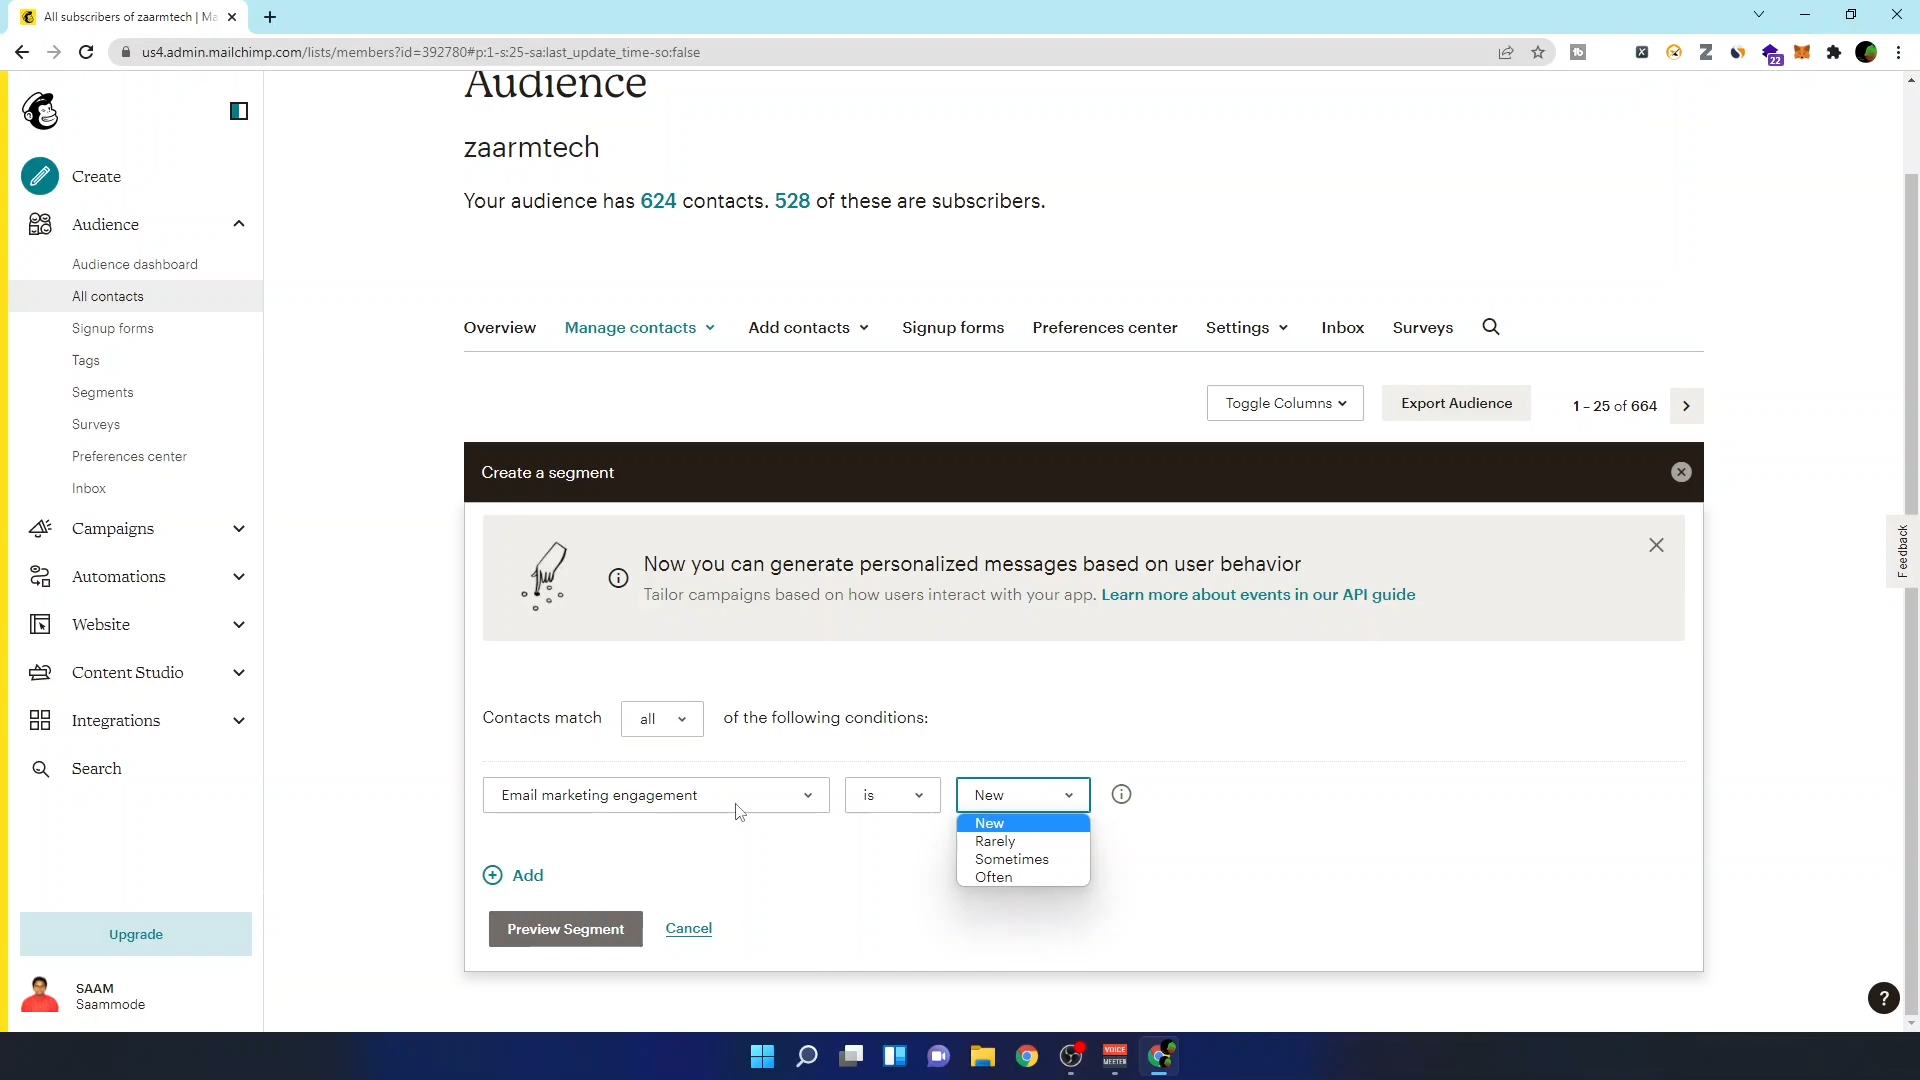 All subscribers of zaarmtech | Ma
us4.admin.mailchimp.com/lists/members?id=392780#p:1-s:25-sa:last_update_time-so:false
22
Create
Audience
Audience dashboard
All contacts
Signup forms
Tags
Segments
Surveys
Preferences center
Inbox
Campaigns
Automations
Website
Content Studio
Integrations
Search
Upgrade
SAAM
Saammode
Audience
zaarmtech
Your audience has 624 contacts. 528 of these are subscribers.
Overview Manage contacts Add contacts Signup forms Preferences center Settings Inbox Surveys
Toggle Columns Export Audience 1 – 25 of 664
Create a segment
Now you can generate personalized messages based on user behavior
Tailor campaigns based on how users interact with your app. Learn more about events in our API guide
Contacts match all of the following conditions:
Email marketing engagement is New
New
Rarely
Sometimes
Often
Add
Preview Segment Cancel
Feedback
?
VOICE
MEETER